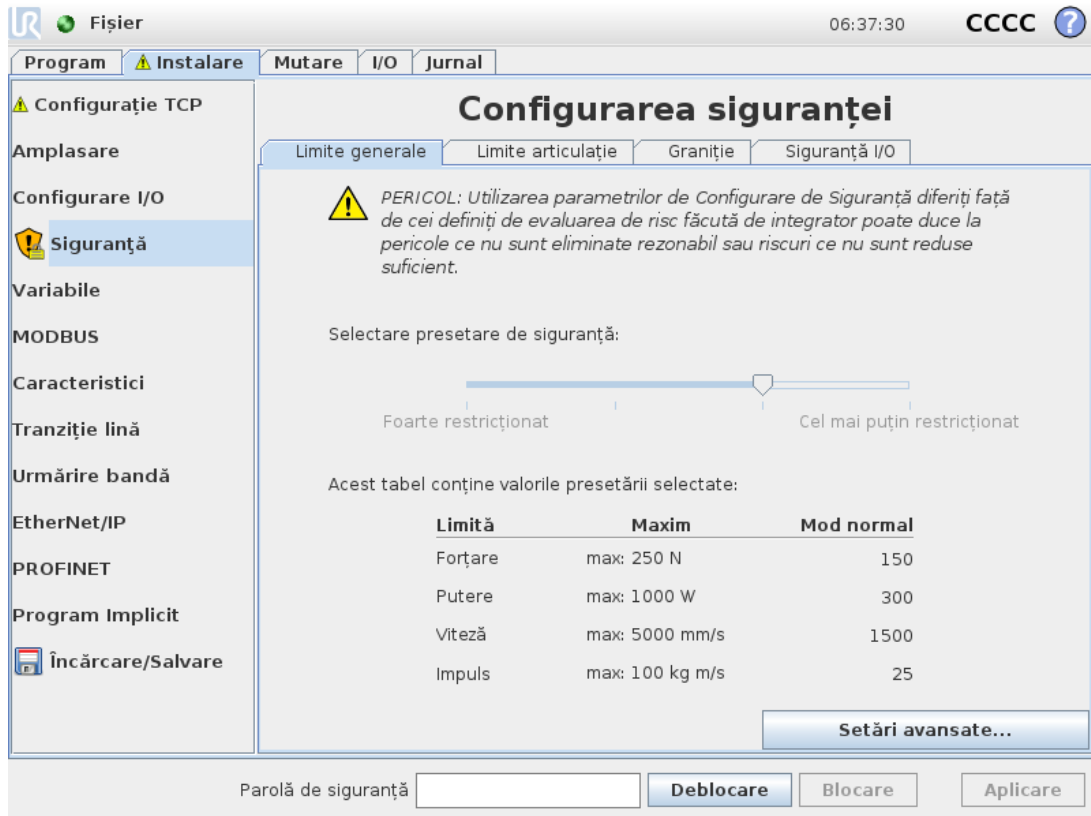 Fișier 06:37:30 CCCC ?
Program Instalare Mutare I/O Jurnal
Configurație TCP
Amplasare
Configurare I/O
Siguranță
Variabile
MODBUS
Caracteristici
Tranziție lină
Urmărire bandă
EtherNet/IP
PROFINET
Program Implicit
Încărcare/Salvare
Configurarea siguranței
Limite generale Limite articulație Graniție Siguranță I/O
PERICOL: Utilizarea parametrilor de Configurare de Siguranță diferiți față
de cei definiți de evaluarea de risc făcută de integrator poate duce la
pericole ce nu sunt eliminate rezonabil sau riscuri ce nu sunt reduse
suficient.
Selectare presetare de siguranță:
Foarte restricționat Cel mai puțin restricționat
Acest tabel conține valorile presetării selectate:
Limită Maxim Mod normal
Forțare max: 250 N 150
Putere max: 1000 W 300
Viteză max: 5000 mm/s 1500
Impuls max: 100 kg m/s 25
Setări avansate...
Parolă de siguranță Deblocare Blocare Aplicare